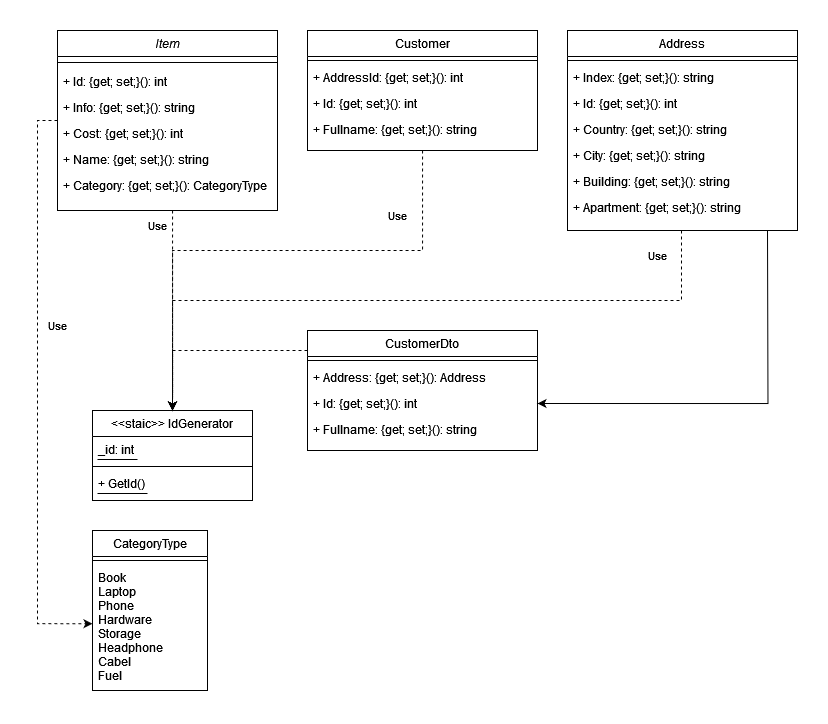 Item
+ Id: {get; set;}(): int
+ Info: {get; set;}(): string
+ Cost: {get; set;}(): int
+ Name: {get; set;}(): string
+ Category: {get; set;}(): CategoryType
Customer
+ AddressId: {get; set;}(): int
+ Id: {get; set;}(): int
+ Fullname: {get; set;}(): string
Address
+ Index: {get; set;}(): string
+ Id: {get; set;}(): int
+ Country: {get; set;}(): string
+ City: {get; set;}(): string
+ Building: {get; set;}(): string
+ Apartment: {get; set;}(): string
Use
Use
Use
Use
CustomerDto
+ Address: {get; set;}(): Address
+ Id: {get; set;}(): int
+ Fullname: {get; set;}(): string
<<staic>> IdGenerator
_id: int
+ GetId()
CategoryType
Book
Laptop
Phone
Hardware
Storage
Headphone
Cabel
Fuel